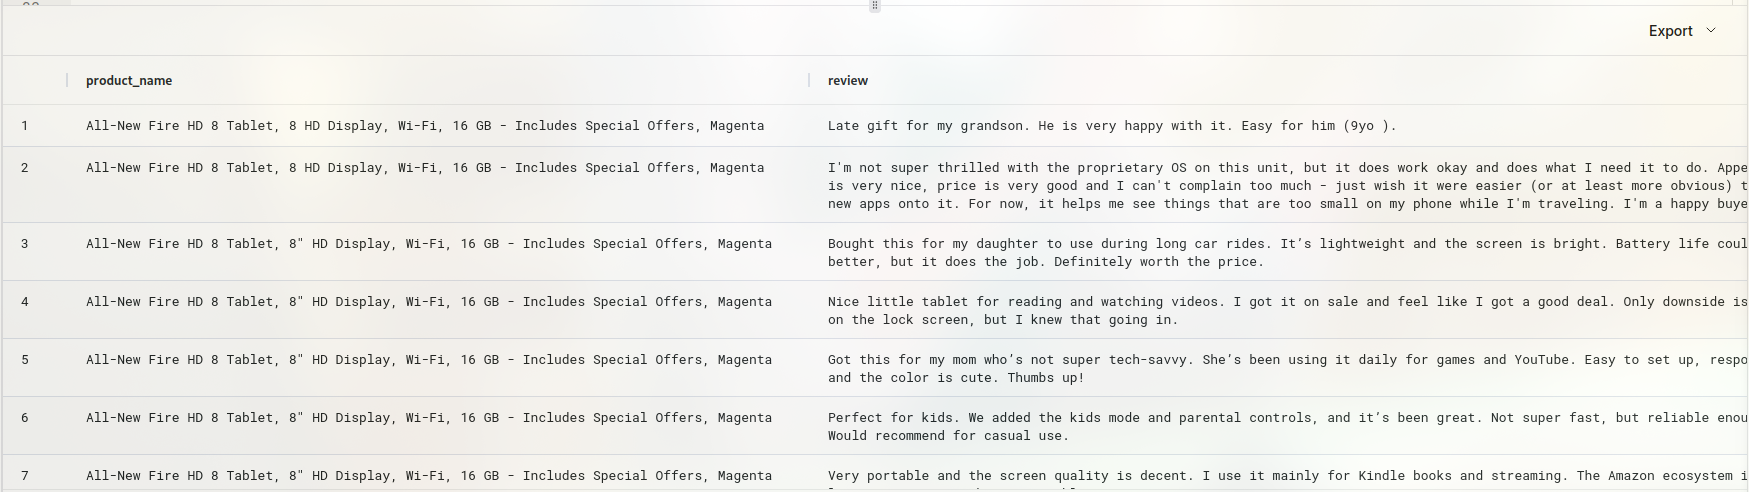 Export
product_name
review
1
All-New Fire HD 8 Tablet, 8 HD Display, Wi-Fi, 16 GB - Includes Special Offers, Magenta
Late gift for my grandson. He is very happy with it. Easy for him (9yo ).
2
All-New Fire HD 8 Tablet, 8 HD Display, Wi-Fi, 16 GB - Includes Special Offers, Magenta
I'm not super thrilled with the proprietary OS on this unit, but it does work okay and does what I need it to do. Appe
is very nice, price is very good and I can't complain too much - just wish it were easier (or at least more obvious) t
new apps onto it. For now, it helps me see things that are too small on my phone while I'm traveling. I'm a happy buye
3
All-New Fire HD 8 Tablet, 8" HD Display, Wi-Fi, 16 GB - Includes Special Offers, Magenta
Bought this for my daughter to use during long car rides. It’s lightweight and the screen is bright. Battery life coul
better, but it does the job. Definitely worth the price.
4
All-New Fire HD 8 Tablet, 8" HD Display, Wi-Fi, 16 GB - Includes Special Offers, Magenta
Nice little tablet for reading and watching videos. I got it on sale and feel like I got a good deal. Only downside is
on the lock screen, but I knew that going in.
5
All-New Fire HD 8 Tablet, 8" HD Display, Wi-Fi, 16 GB - Includes Special Offers, Magenta
Got this for my mom who’s not super tech-savvy. She’s been using it daily for games and YouTube. Easy to set up, respo
and the color is cute. Thumbs up!
6
All-New Fire HD 8 Tablet, 8" HD Display, Wi-Fi, 16 GB - Includes Special Offers, Magenta
Perfect for kids. We added the kids mode and parental controls, and it’s been great. Not super fast, but reliable enou
Would recommend for casual use.
7
All-New Fire HD 8 Tablet, 8" HD Display, Wi-Fi, 16 GB - Includes Special Offers, Magenta
Very portable and the screen quality is decent. I use it mainly for Kindle books and streaming. The Amazon ecosystem i